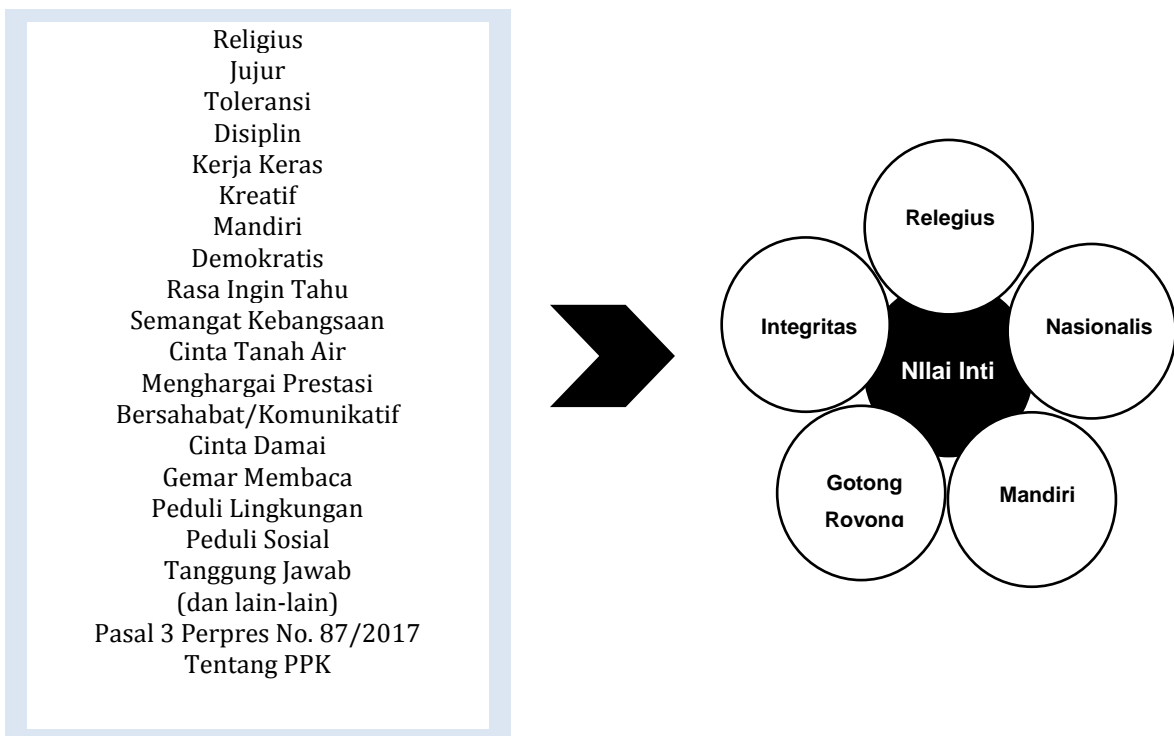 Religius
Jujur
Toleransi
Disiplin
Kerja Keras
Kreatif
Mandiri
Demokratis
Rasa Ingin Tahu
Semangat Kebangsaan
Cinta Tanah Air
Menghargai Prestasi
Bersahabat/Komunikatif
Cinta Damai
Gemar Membaca
Peduli Lingkungan
Peduli Sosial
Tanggung Jawab
(dan lain-lain)
Pasal 3 Perpres No. 87/2017
Tentang PPK
Relegius
Integritas
Nasionalis
NIlai Inti
Gotong
Royong
Mandiri